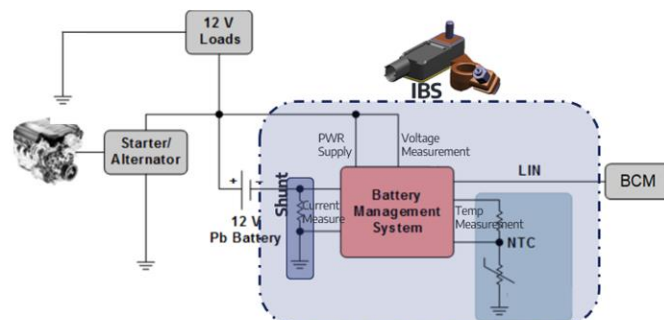 12 V
Loads
IBS
Starter/
Alternator
PWR
Supply
Voltage
Measurement
LIN
BCM
+ -
12 V
Pb Battery
Shunt
Current
Measure
Battery
Management
System
Temp
Measurement
NTC